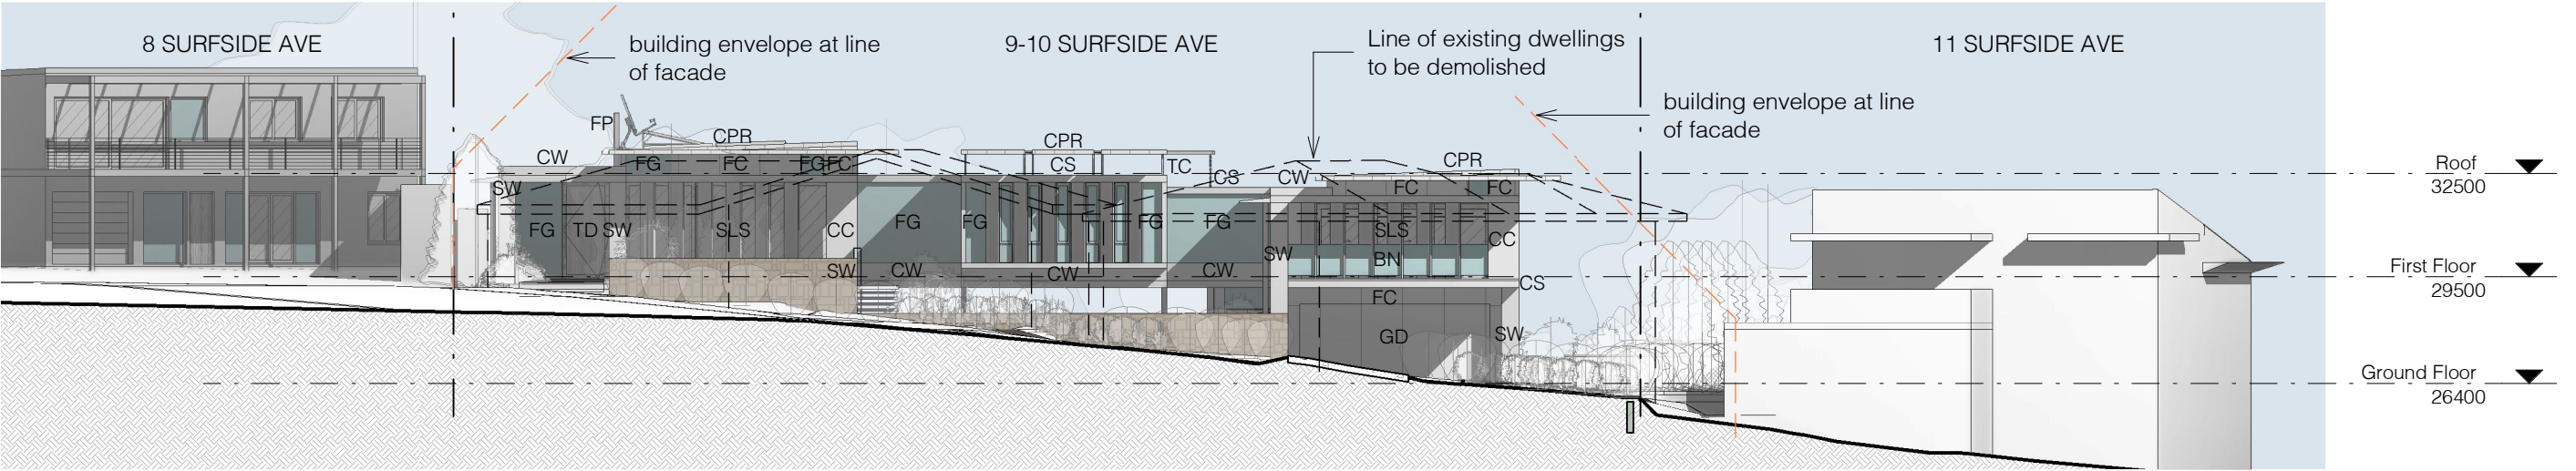 8 SURFSIDE AVE
building envelope at line
of facade
9-10 SURFSIDE AVE
Line of existing dwellings
to be demolished
11 SURFSIDE AVE
building envelope at line
of facade
FP
CPR
CPR
CPR
CW
FG
FC
FG
FC
CS
TC
CS
CW
FC
FC
Roof
32500
SW
FG
TD
SW
SLS
CC
FG
FG
FG
FG
SLS
CC
SW
BN
SW
CW
CW
CW
CS
First Floor
29500
FC
GD
SW
Ground Floor
26400